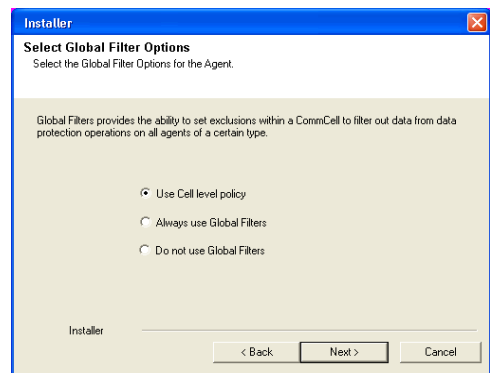 Installer
Select Global Filter Options
Select the Global Filter Options for the Agent.
Global Filters provides the ability to set exclusions within a CommCell to filter out data from data
protection operations on all agents of a certain type.
Use Cell level policy
Always use Global Filters
Do not use Global Filters
Installer
< Back
Next >
Cancel